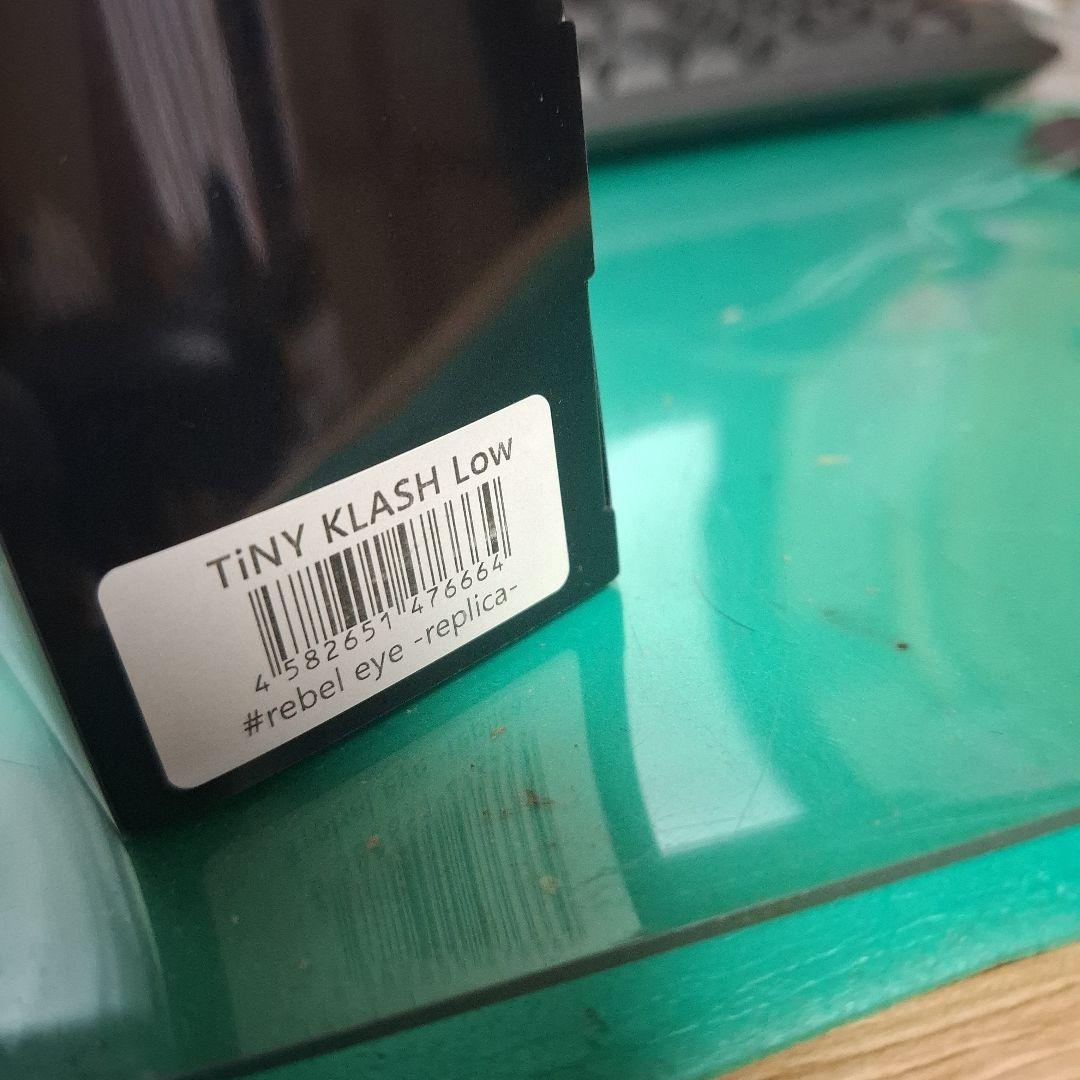 TiNY KLASH Low
4 582651 476664
#rebel eye -replica-